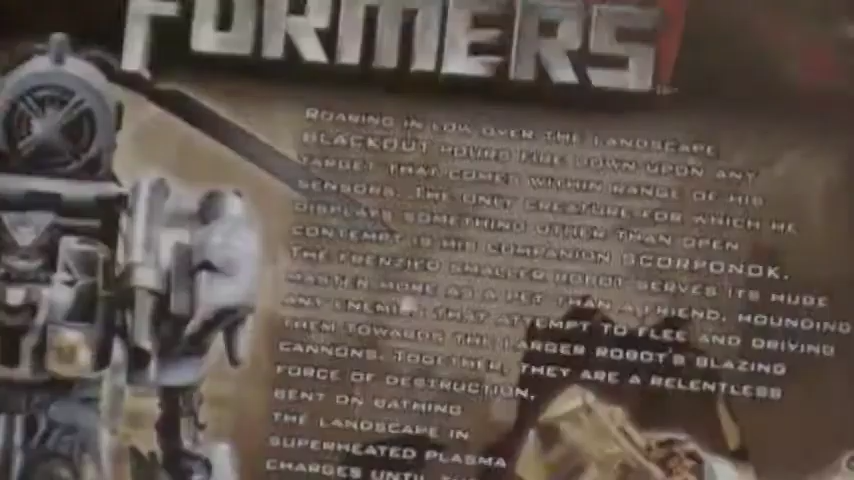 FORMERS
ROARING IN LOW OVER THE LANDSCAPE,
BLACKOUT POURS FIRE DOWN UPON ANY
TARGET THAT COMES WITHIN RANGE OF HIS
SENSORS. THE ONLY CREATURE FOR WHICH HE
DISPLAYS SOMETHING OTHER THAN OPEN
CONTEMPT IS HIS COMPANION SCORPONOK.
THE FRENZIED SMALLER ROBOT SERVES ITS HUGE
MASTER MORE AS A PET THAN A FRIEND, HOUNDING
ANY ENEMIES THAT ATTEMPT TO FLEE AND DRIVING
THEM TOWARDS THE LARGER ROBOT'S BLAZING
CANNONS. TOGETHER, THEY ARE A RELENTLESS
FORCE OF DESTRUCTION,
BENT ON BATHING
THE LANDSCAPE IN
SUPERHEATED PLASMA
CHARGES UNTIL